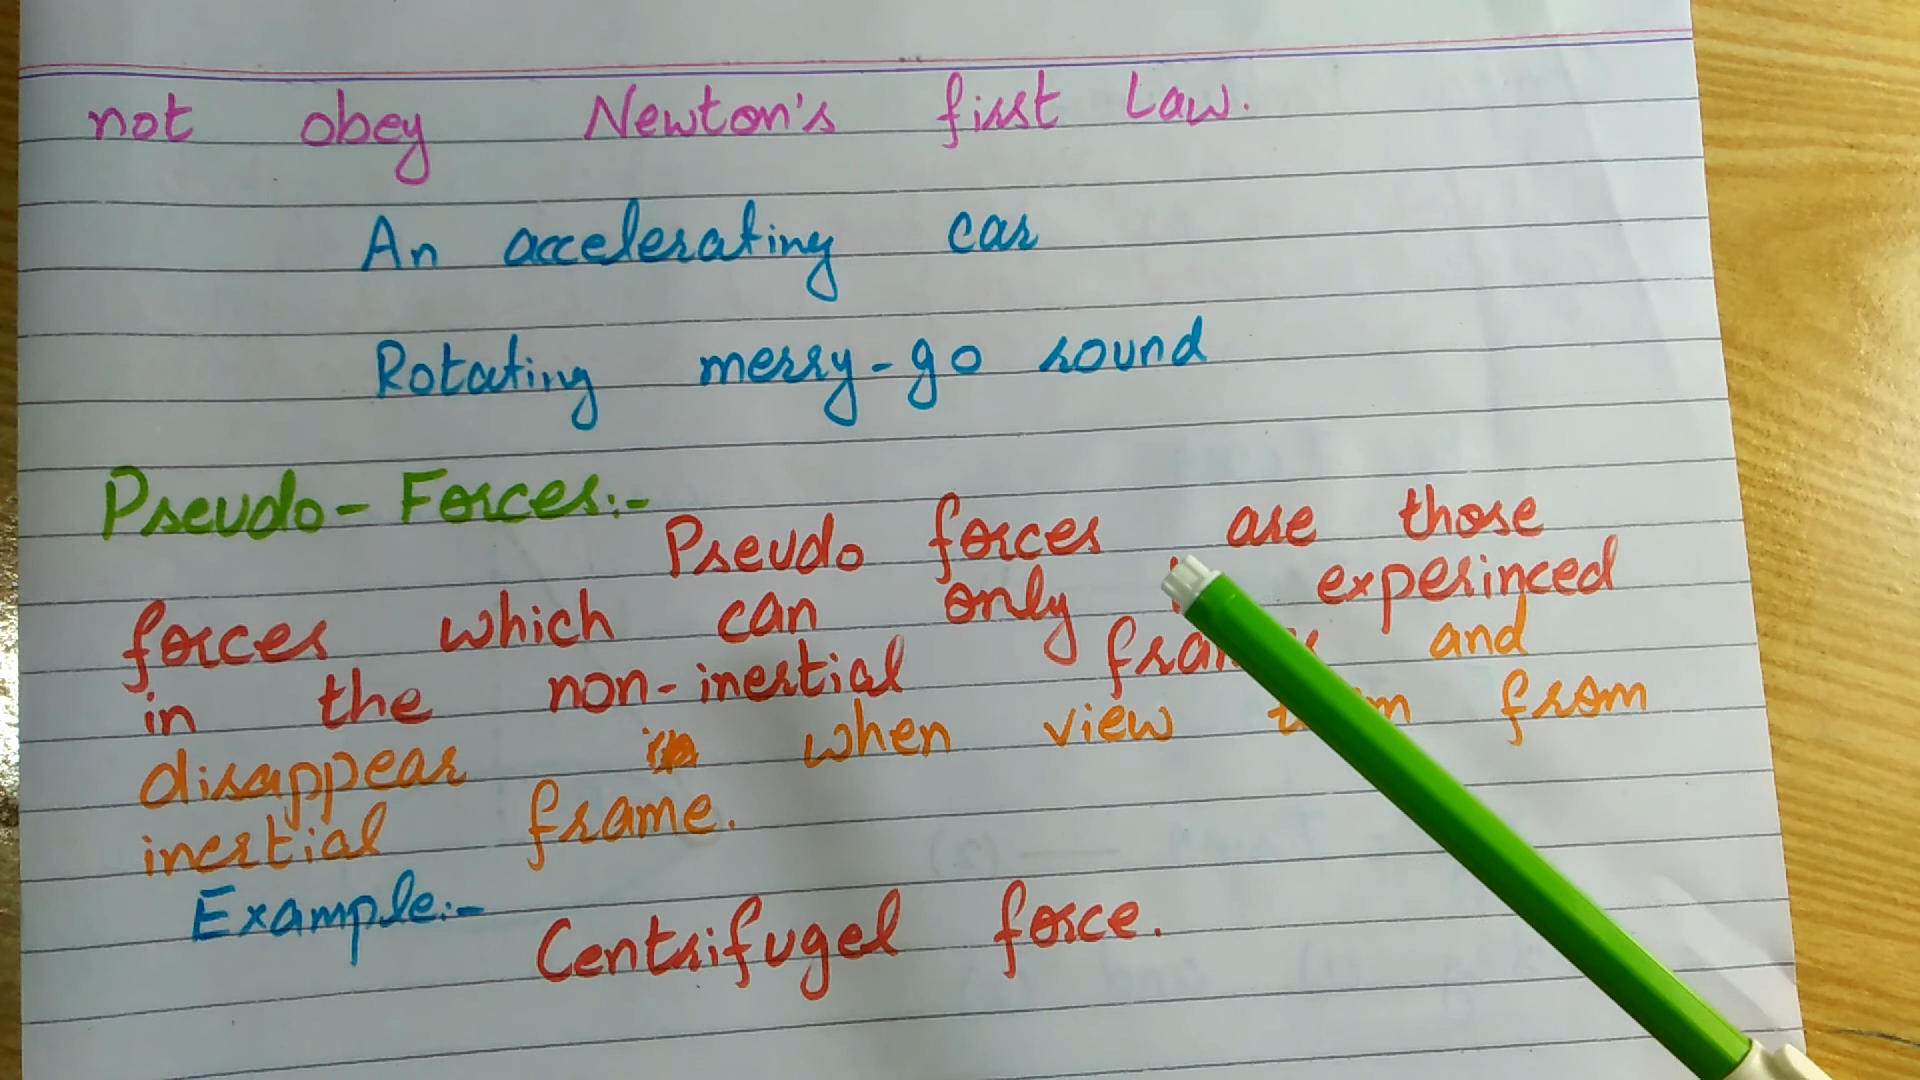 not obey Newton's first Law.
An accelerating car
Rotating merry-go round
Pseudo-Forces:-
Pseudo forces are those
forces which can only experinced
in the non-inertial and
disappear when view from
inertial frame.
Example:-
Centrifugel force.